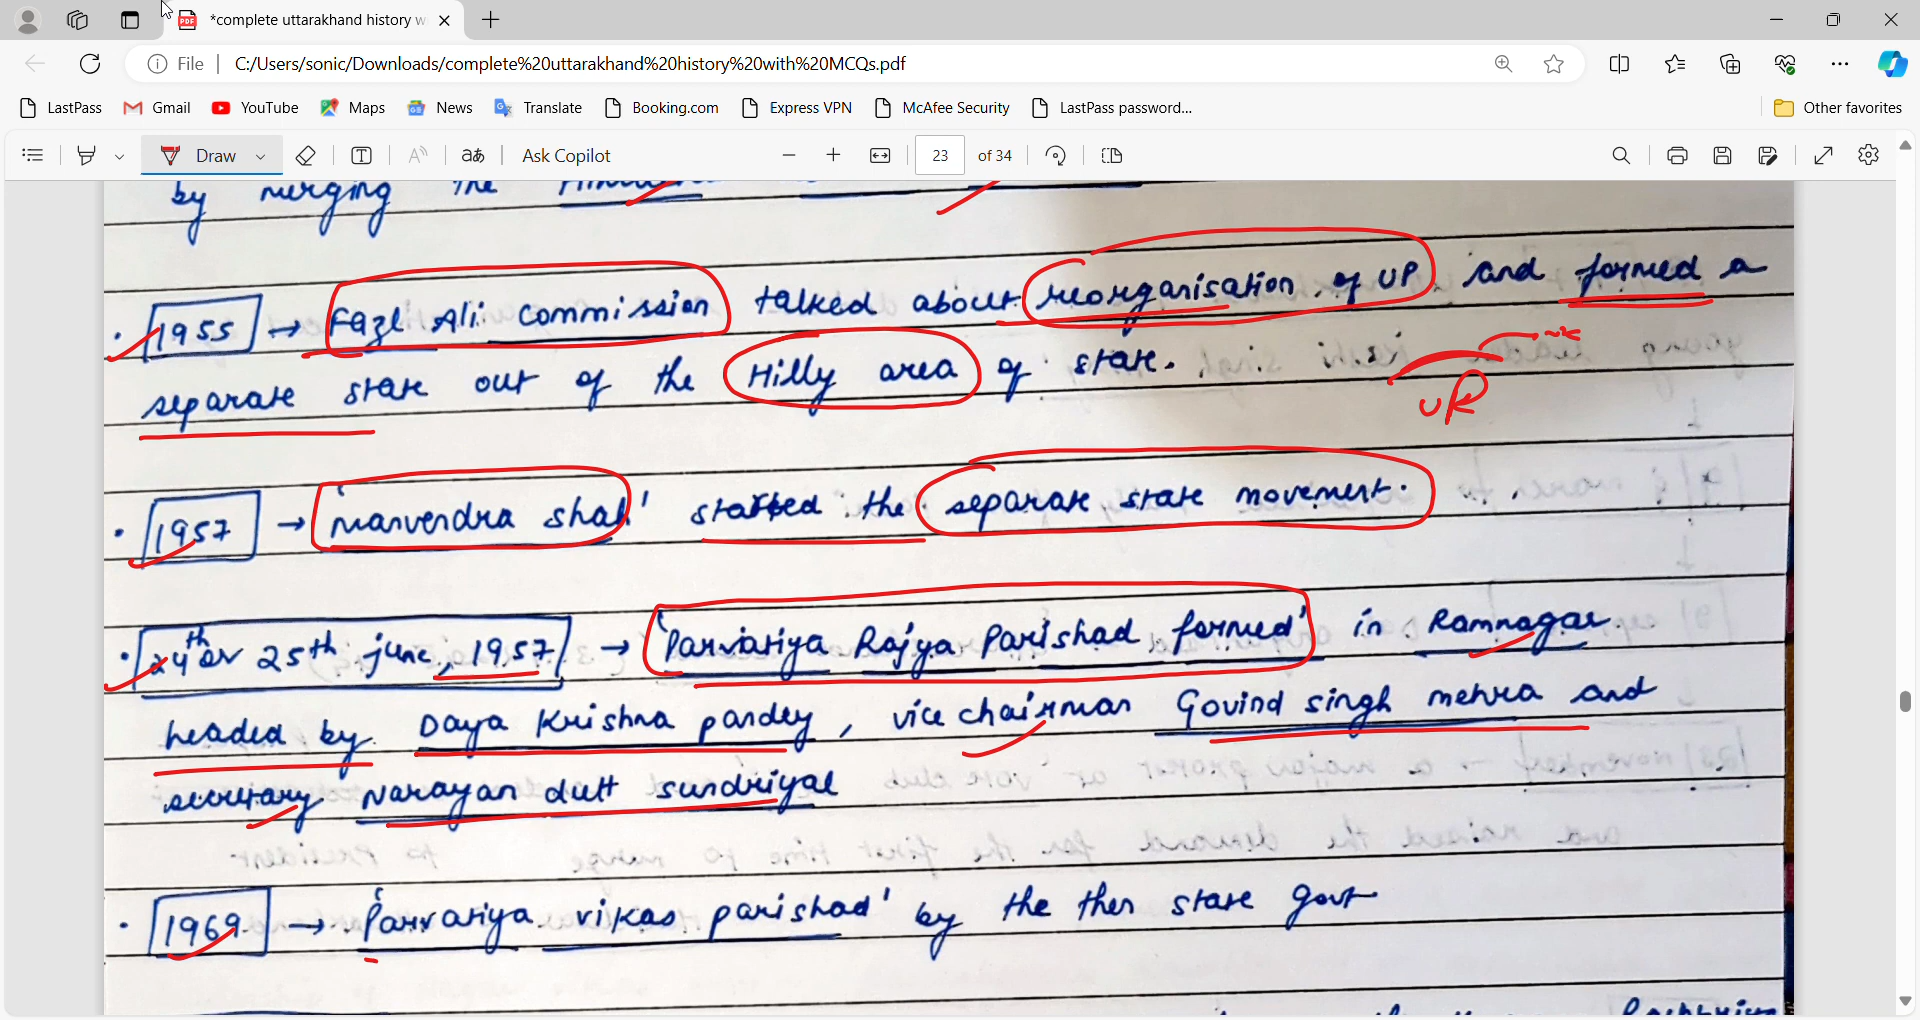 *complete uttarakhand history w
File
C:/Users/sonic/Downloads/complete%20uttarakhand%20history%20with%20MCQs.pdf
LastPass Gmail YouTube Maps News Translate Booking.com Express VPN McAfee Security LastPass password... Other favorites
Draw Ask Copilot 23 of 34
by merging the
1955 → Fazl Ali Commission talked about reorganisation of UP and formed a
separate state out of the Hilly area of state.
UP
1957 → 'Manvendra Shah' started the separate state movement.
24th or 25th june, 1957 → 'Parvatiya Rajya Parishad formed' in Ramnagar
headed by Daya Krishna pandey, vice chairman Govind singh mehra and
secretary Narayan dutt sundriyal
1969 → 'Parvatiya vikas parishad' by the then state govt